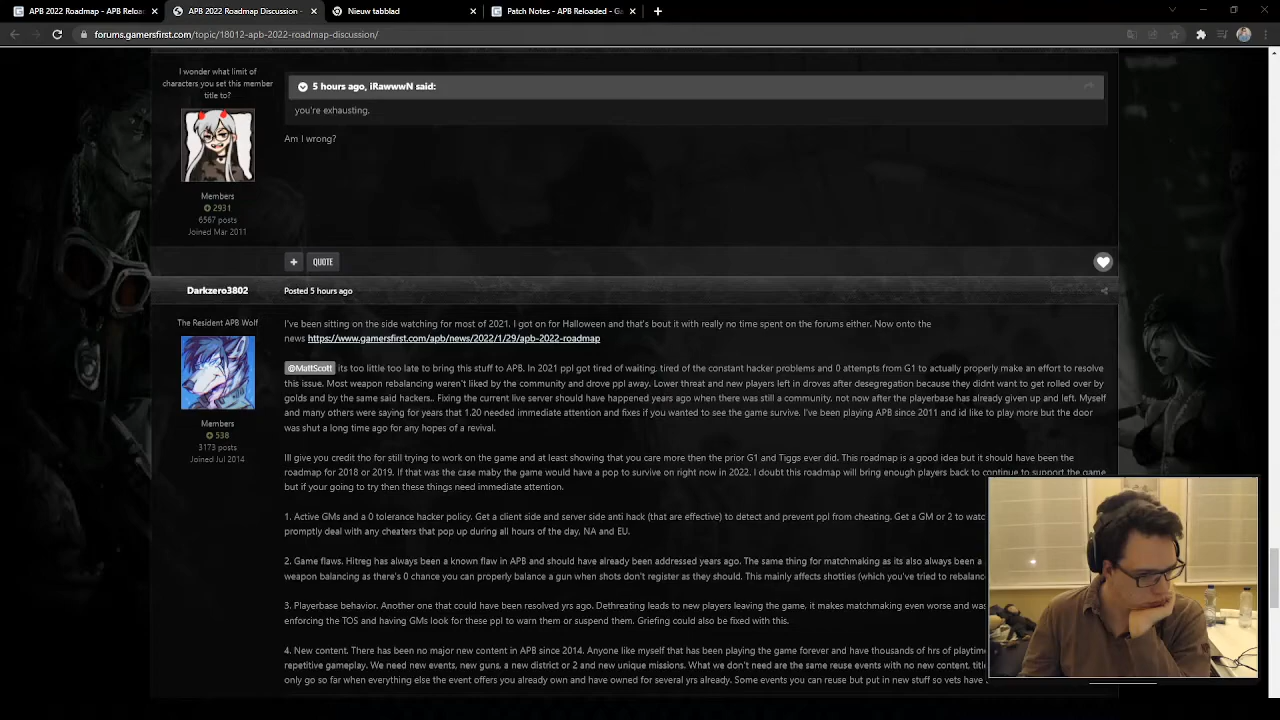 APB 2022 Roadmap - APB Reloa
APB 2022 Roadmap Discussion -
Nieuw tabblad
Patch Notes - APB Reloaded - Ga
forums.gamersfirst.com/topic/18012-apb-2022-roadmap-discussion/
I wonder what limit of
characters you set this member
title to?
5 hours ago, iRawwwN said:
you're exhausting.
Am I wrong?
Members
2931
6567 posts
Joined Mar 2011
QUOTE
Darkzero3802
Posted 5 hours ago
The Resident APB Wolf
I've been sitting on the side watching for most of 2021. I got on for Halloween and that's bout it with really no time spent on the forums either. Now onto the
news https://www.gamersfirst.com/apb/news/2022/1/29/apb-2022-roadmap
@MattScott its too little too late to bring this stuff to APB. In 2021 ppl got tired of waiting, tired of the constant hacker problems and 0 attempts from G1 to actually properly make an effort to resolve
this issue. Most weapon rebalancing weren't liked by the community and drove ppl away. Lower threat and new players left in droves after desegregation because they didnt want to get rolled over by
golds and by the same said hackers.. Fixing the current live server should have happened years ago when there was still a community, not now after the playerbase has already given up and left. Myself
and many others were saying for years that 1.20 needed immediate attention and fixes if you wanted to see the game survive. I've been playing APB since 2011 and id like to play more but the door
was shut a long time ago for any hopes of a revival.
Members
538
3173 posts
Joined Jul 2014
Ill give you credit tho for still trying to work on the game and at least showing that you care more then the prior G1 and Tiggs ever did. This roadmap is a good idea but it should have been the
roadmap for 2018 or 2019. If that was the case maby the game would have a pop to survive on right now in 2022. I doubt this roadmap will bring enough players back to continue to support the game
but if your going to try then these things need immediate attention.
1. Active GMs and a 0 tolerance hacker policy. Get a client side and server side anti hack (that are effective) to detect and prevent ppl from cheating. Get a GM or 2 to watc
promptly deal with any cheaters that pop up during all hours of the day, NA and EU.
2. Game flaws. Hitreg has always been a known flaw in APB and should have already been addressed years ago. The same thing for matchmaking as its also always been a
weapon balancing as there's 0 chance you can properly balance a gun when shots don't register as they should. This mainly affects shotties (which you've tried to rebalanc
3. Playerbase behavior. Another one that could have been resolved yrs ago. Dethreating leads to new players leaving the game, it makes matchmaking even worse and was
enforcing the TOS and having GMs look for these ppl to warn them or suspend them. Griefing could also be fixed with this.
4. New content. There has been no major new content in APB since 2014. Anyone like myself that has been playing the game forever and have thousands of hrs of playtim
repetitive gameplay. We need new events, new guns, a new district or 2 and new unique missions. What we don't need are the same reuse events with no new content, titl
only go so far when everything else the event offers you already own and have owned for several yrs already. Some events you can reuse but put in new stuff so vets have